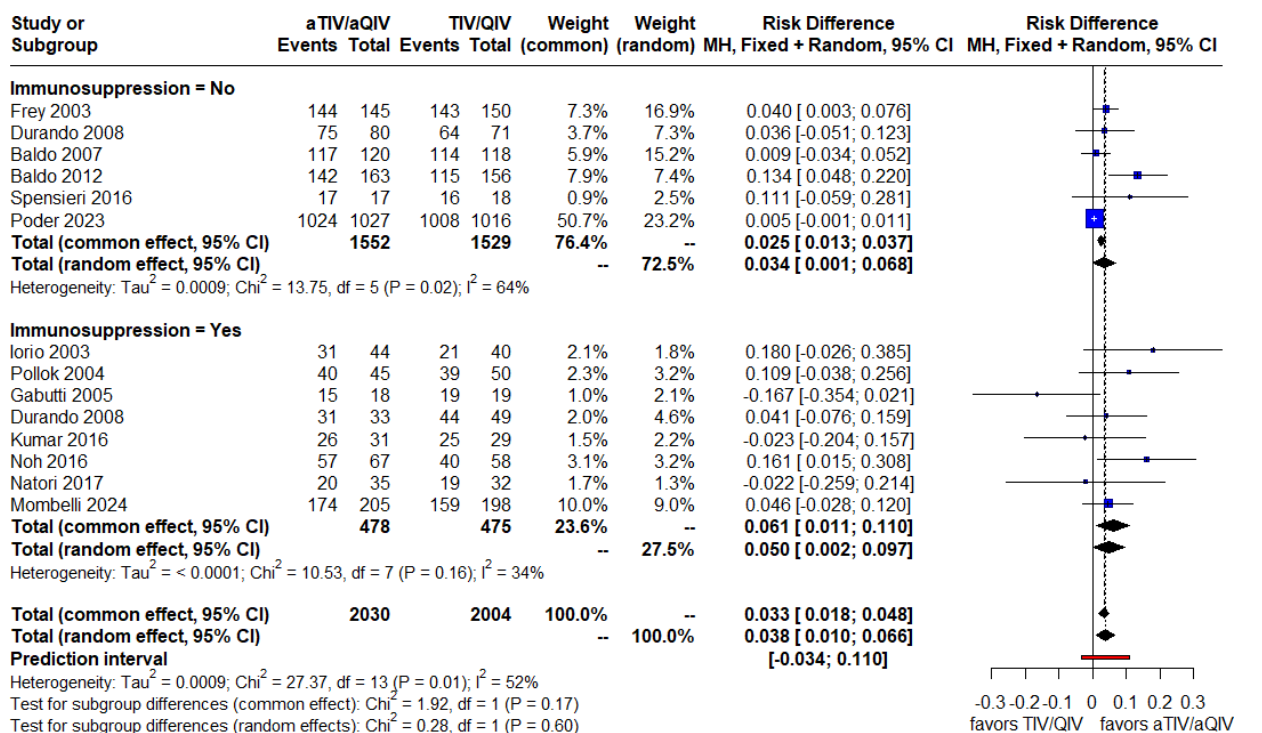 Study or aTIV/aQIV TIV/QIV Weight Weight Risk Difference Risk Difference
Subgroup Events Total Events Total (common) (random) MH, Fixed + Random, 95% CI MH, Fixed + Random, 95% CI
Immunosuppression = No
Frey 2003 144 145 143 150 7.3% 16.9% 0.040 [ 0.003; 0.076]
Durando 2008 75 80 64 71 3.7% 7.3% 0.036 [-0.051; 0.123]
Baldo 2007 117 120 114 118 5.9% 15.2% 0.009 [-0.034; 0.052]
Baldo 2012 142 163 115 156 7.9% 7.4% 0.134 [ 0.048; 0.220]
Spensieri 2016 17 17 16 18 0.9% 2.5% 0.111 [-0.059; 0.281]
Poder 2023 1024 1027 1008 1016 50.7% 23.2% 0.005 [-0.001; 0.011]
Total (common effect, 95% CI) 1552 1529 76.4% -- 0.025 [ 0.013; 0.037]
Total (random effect, 95% CI) -- 72.5% 0.034 [ 0.001; 0.068]
Heterogeneity: Tau² = 0.0009; Chi² = 13.75, df = 5 (P = 0.02); I² = 64%
Immunosuppression = Yes
Iorio 2003 31 44 21 40 2.1% 1.8% 0.180 [-0.026; 0.385]
Pollok 2004 40 45 39 50 2.3% 3.2% 0.109 [-0.038; 0.256]
Gabutti 2005 15 18 19 19 1.0% 2.1% -0.167 [-0.354; 0.021]
Durando 2008 31 33 44 49 2.0% 4.6% 0.041 [-0.076; 0.159]
Kumar 2016 26 31 25 29 1.5% 2.2% -0.023 [-0.204; 0.157]
Noh 2016 57 67 40 58 3.1% 3.2% 0.161 [ 0.015; 0.308]
Natori 2017 20 35 19 32 1.7% 1.3% -0.022 [-0.259; 0.214]
Mombelli 2024 174 205 159 198 10.0% 9.0% 0.046 [-0.028; 0.120]
Total (common effect, 95% CI) 478 475 23.6% -- 0.061 [ 0.011; 0.110]
Total (random effect, 95% CI) -- 27.5% 0.050 [ 0.002; 0.097]
Heterogeneity: Tau² = < 0.0001; Chi² = 10.53, df = 7 (P = 0.16); I² = 34%
Total (common effect, 95% CI) 2030 2004 100.0% -- 0.033 [ 0.018; 0.048]
Total (random effect, 95% CI) -- 100.0% 0.038 [ 0.010; 0.066]
Prediction interval [-0.034; 0.110]
Heterogeneity: Tau² = 0.0009; Chi² = 27.37, df = 13 (P = 0.01); I² = 52%
Test for subgroup differences (common effect): Chi² = 1.92, df = 1 (P = 0.17)
Test for subgroup differences (random effects): Chi² = 0.28, df = 1 (P = 0.60)
-0.3 -0.2 -0.1 0 0.1 0.2 0.3
favors TIV/QIV favors aTIV/aQIV